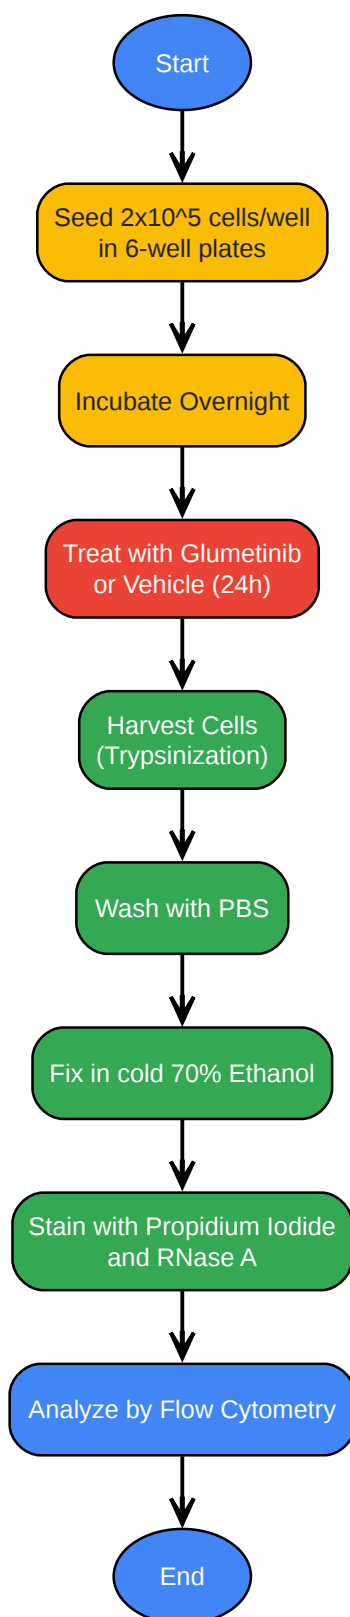 Start
Seed 2x10^5 cells/well
in 6-well plates
Incubate Overnight
Treat with Glumetinib
or Vehicle (24h)
Harvest Cells
(Trypsinization)
Wash with PBS
Fix in cold 70% Ethanol
Stain with Propidium Iodide
and RNase A
Analyze by Flow Cytometry
End